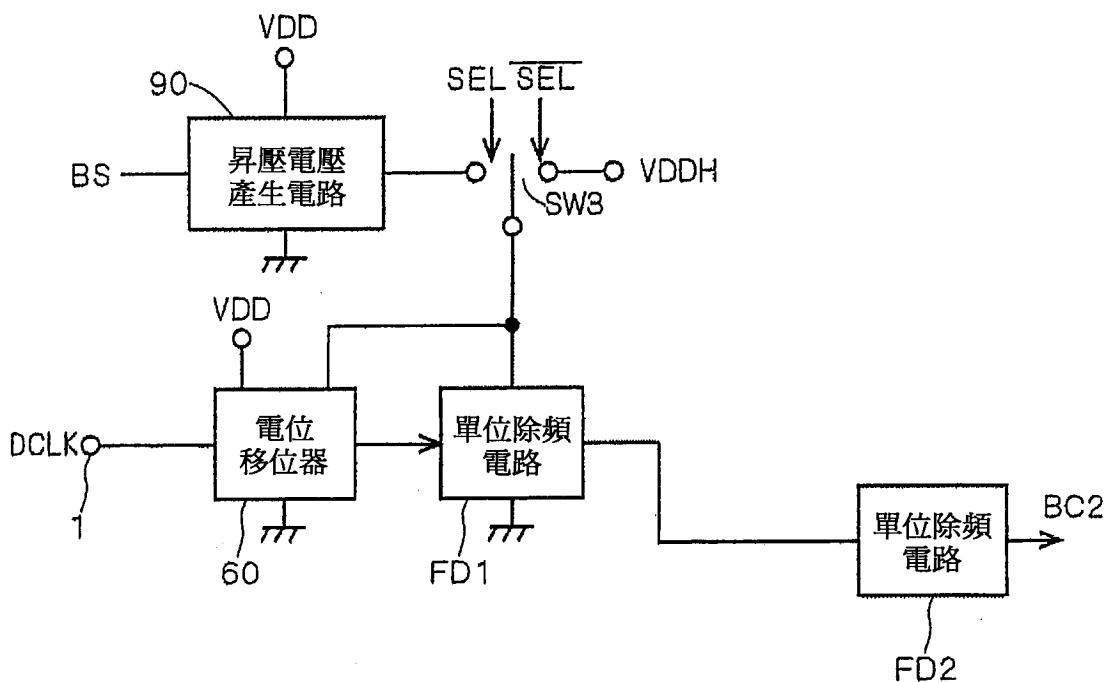 VDD
90
SEL S̅E̅L̅
昇壓電壓
產生電路
BS
VDDH
SW3
VDD
DCLK
電位
移位器
單位除頻
電路
1
60
FD1
單位除頻
電路
BC2
FD2